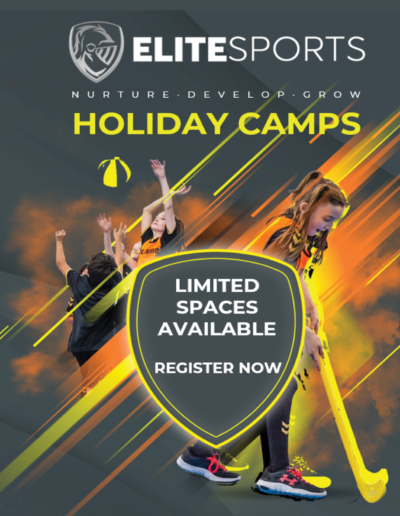 ELITESPORTS
NURTURE · DEVELOP · GROW
HOLIDAY CAMPS
LIMITED
SPACES
AVAILABLE
REGISTER NOW